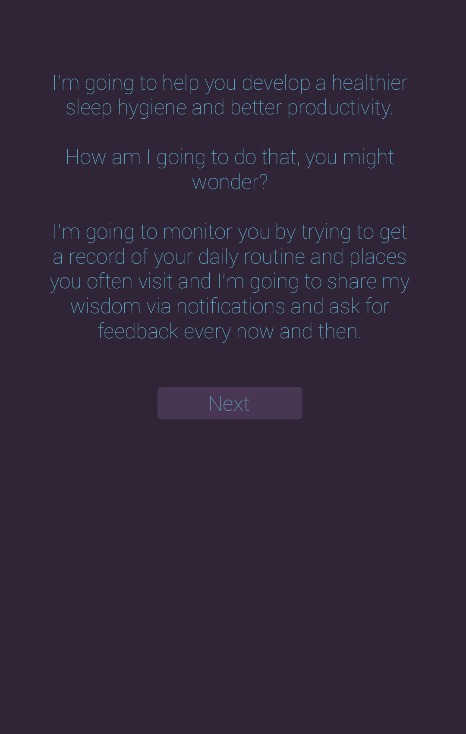 I'm going to help you develop a healthier
sleep hygiene and better productivity.
How am I going to do that, you might
wonder?
I'm going to monitor you by trying to get
a record of your daily routine and places
you often visit and I'm going to share my
wisdom via notifications and ask for
feedback every now and then.
Next